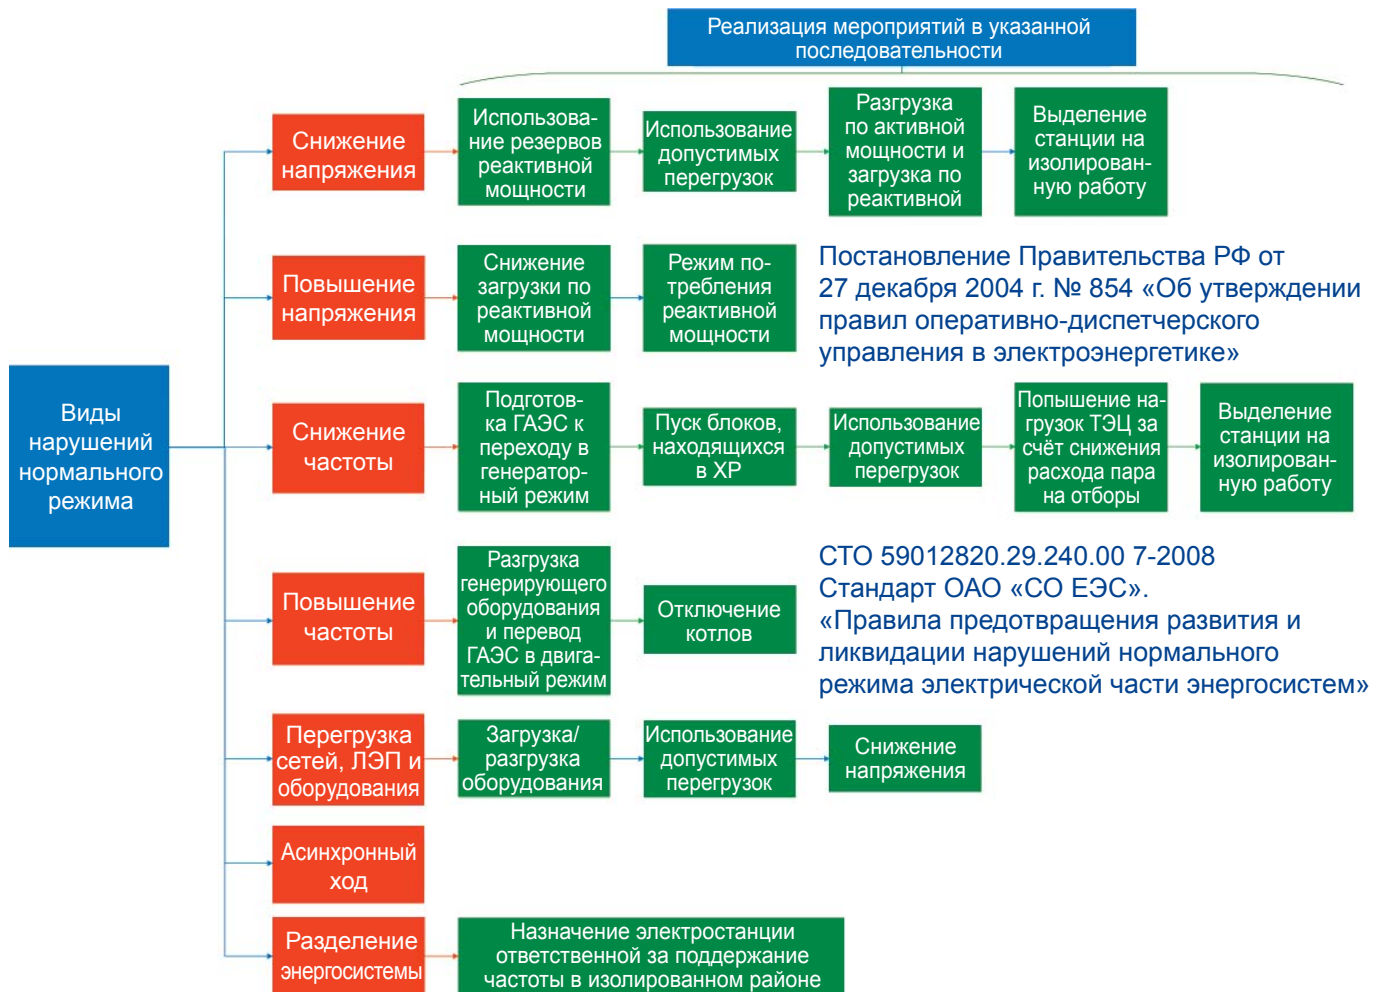 Реализация мероприятий в указанной
последовательности
Снижение
напряжения
Использова-
ние резервов
реактивной
мощности
Использование
допустимых
перегрузок
Разгрузка
по активной
мощности и
загрузка по
реактивной
Выделение
станции на
изолирован-
ную работу
Повышение
напряжения
Снижение
загрузки по
реактивной
мощности
Режим по-
требления
реактивной
мощности
Постановление Правительства РФ от
27 декабря 2004 г. № 854 «Об утверждении
правил оперативно-диспетчерского
управления в электроэнергетике»
Виды
нарушений
нормального
режима
Снижение
частоты
Подготов-
ка ГАЭС к
переходу в
генератор-
ный режим
Пуск блоков,
находящихся
в ХР
Использование
допустимых
перегрузок
Попышение на-
грузок ТЭЦ за
счёт снижения
расхода пара
на отборы
Выделение
станции на
изолирован-
ную работу
Повышение
частоты
Разгрузка
генерирующего
оборудования
и перевод
ГАЭС в двига-
тельный режим
Отключение
котлов
СТО 59012820.29.240.00 7-2008
Стандарт ОАО «СО ЕЭС».
«Правила предотвращения развития и
ликвидации нарушений нормального
режима электрической части энергосистем»
Перегрузка
сетей, ЛЭП и
оборудования
Загрузка/
разгрузка
оборудования
Использование
допустимых
перегрузок
Снижение
напряжения
Асинхронный
ход
Разделение
энергосистемы
Назначение электростанции
ответственной за поддержание
частоты в изолированном районе